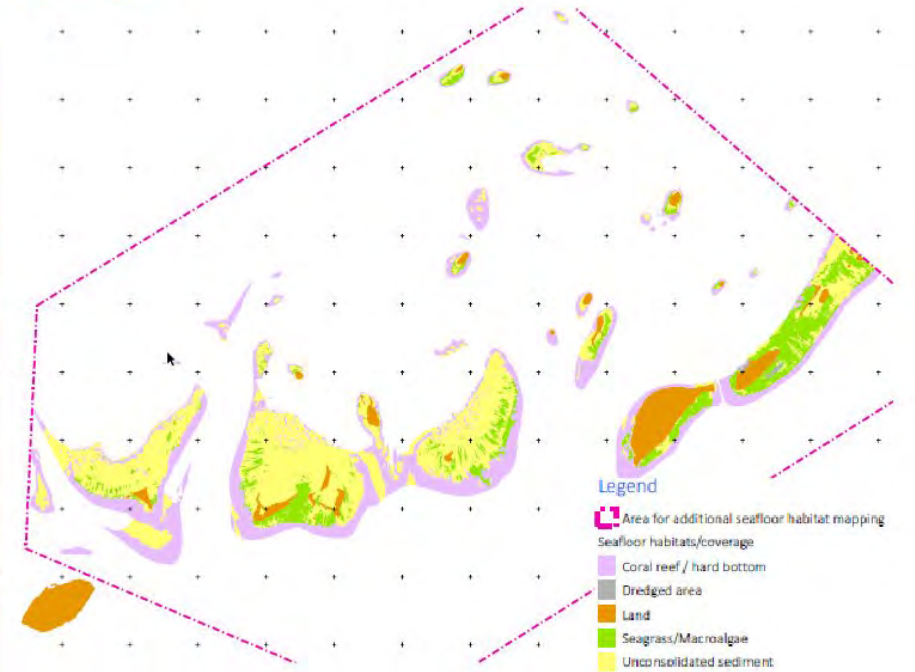 Legend
Area for additional seafloor habitat mapping
Seafloor habitats/coverage
Coral reef / hard bottom
Dredged area
Land
Seagrass/Macroalgae
Unconsolidated sediment